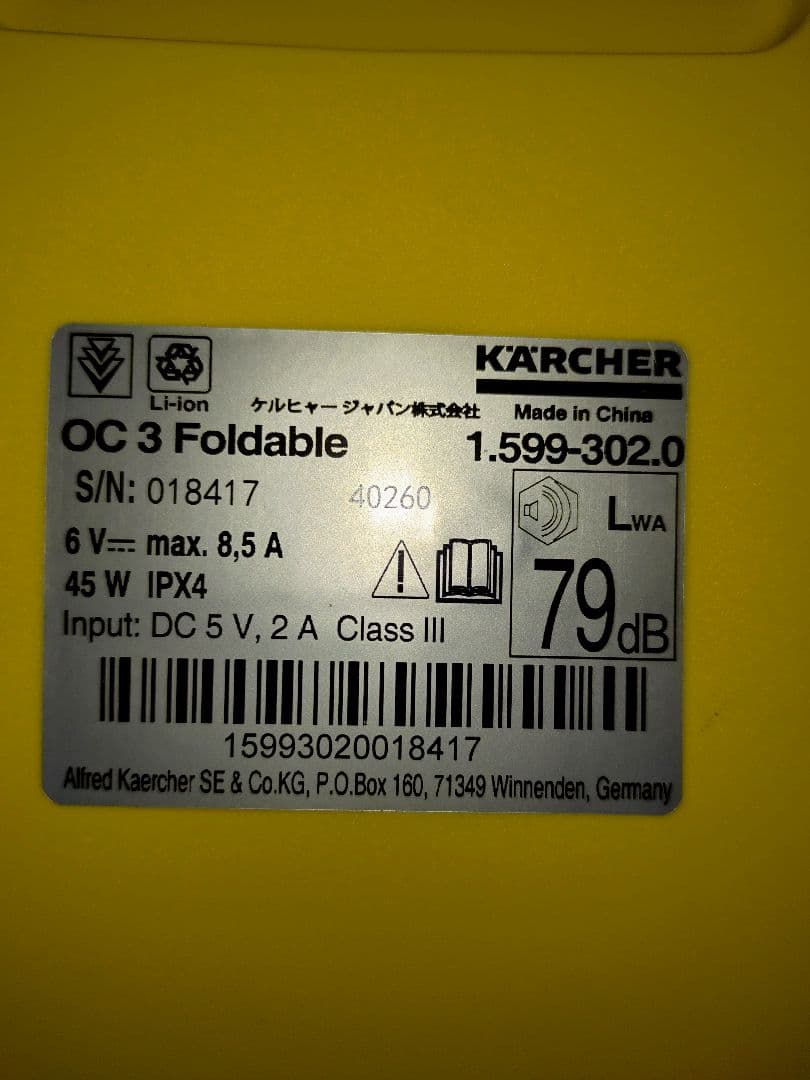 KÄRCHER
Li-ion ケルヒャージャパン株式会社 Made in China
OC 3 Foldable 1.599-302.0
S/N: 018417 40260
LWA
6 V⎓ max. 8,5 A
45 W IPX4
79dB
Input: DC 5 V, 2 A Class III
15993020018417
Alfred Kaercher SE & Co.KG, P.O.Box 160, 71349 Winnenden, Germany